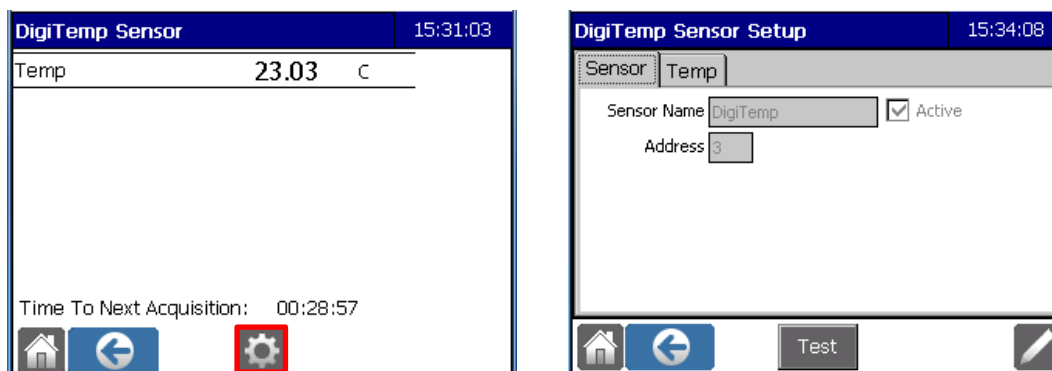 DigiTemp Sensor 15:31:03
Temp 23.03 C
Time To Next Acquisition: 00:28:57
DigiTemp Sensor Setup 15:34:08
Sensor Temp
Sensor Name DigiTemp Active
Address 3
Test